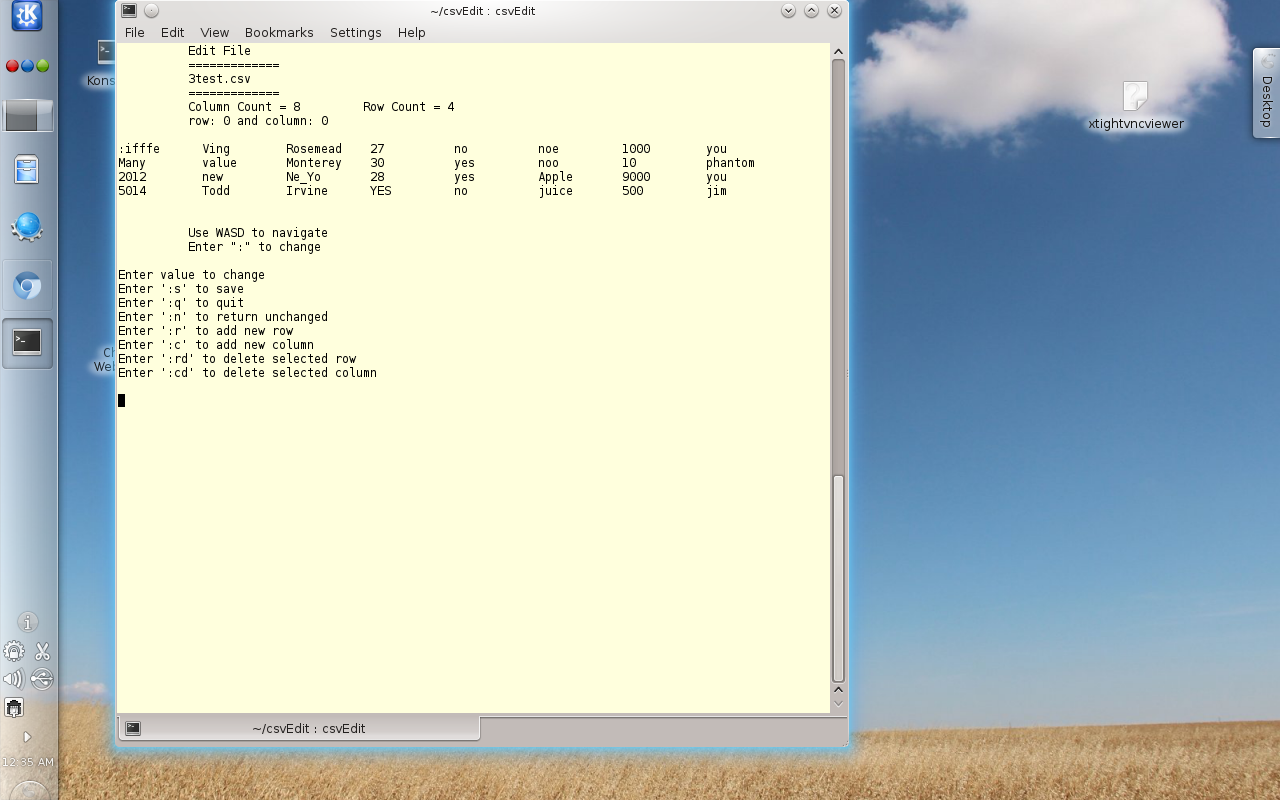 ~/csvEdit : csvEdit
File Edit View Bookmarks Settings Help
Edit File
=============
3test.csv
=============
Column Count = 8 Row Count = 4
row: 0 and column: 0
:ifffe Ving Rosemead 27 no noe 1000 you
Many value Monterey 30 yes noo 10 phantom
2012 new Ne_Yo 28 yes Apple 9000 you
5014 Todd Irvine YES no juice 500 jim
Use WASD to navigate
Enter ":" to change
Enter value to change
Enter ':s' to save
Enter ':q' to quit
Enter ':n' to return unchanged
Enter ':r' to add new row
Enter ':c' to add new column
Enter ':rd' to delete selected row
Enter ':cd' to delete selected column
~/csvEdit : csvEdit
Kons
Ch
Web
xtightvncviewer
Desktop
12:35 AM